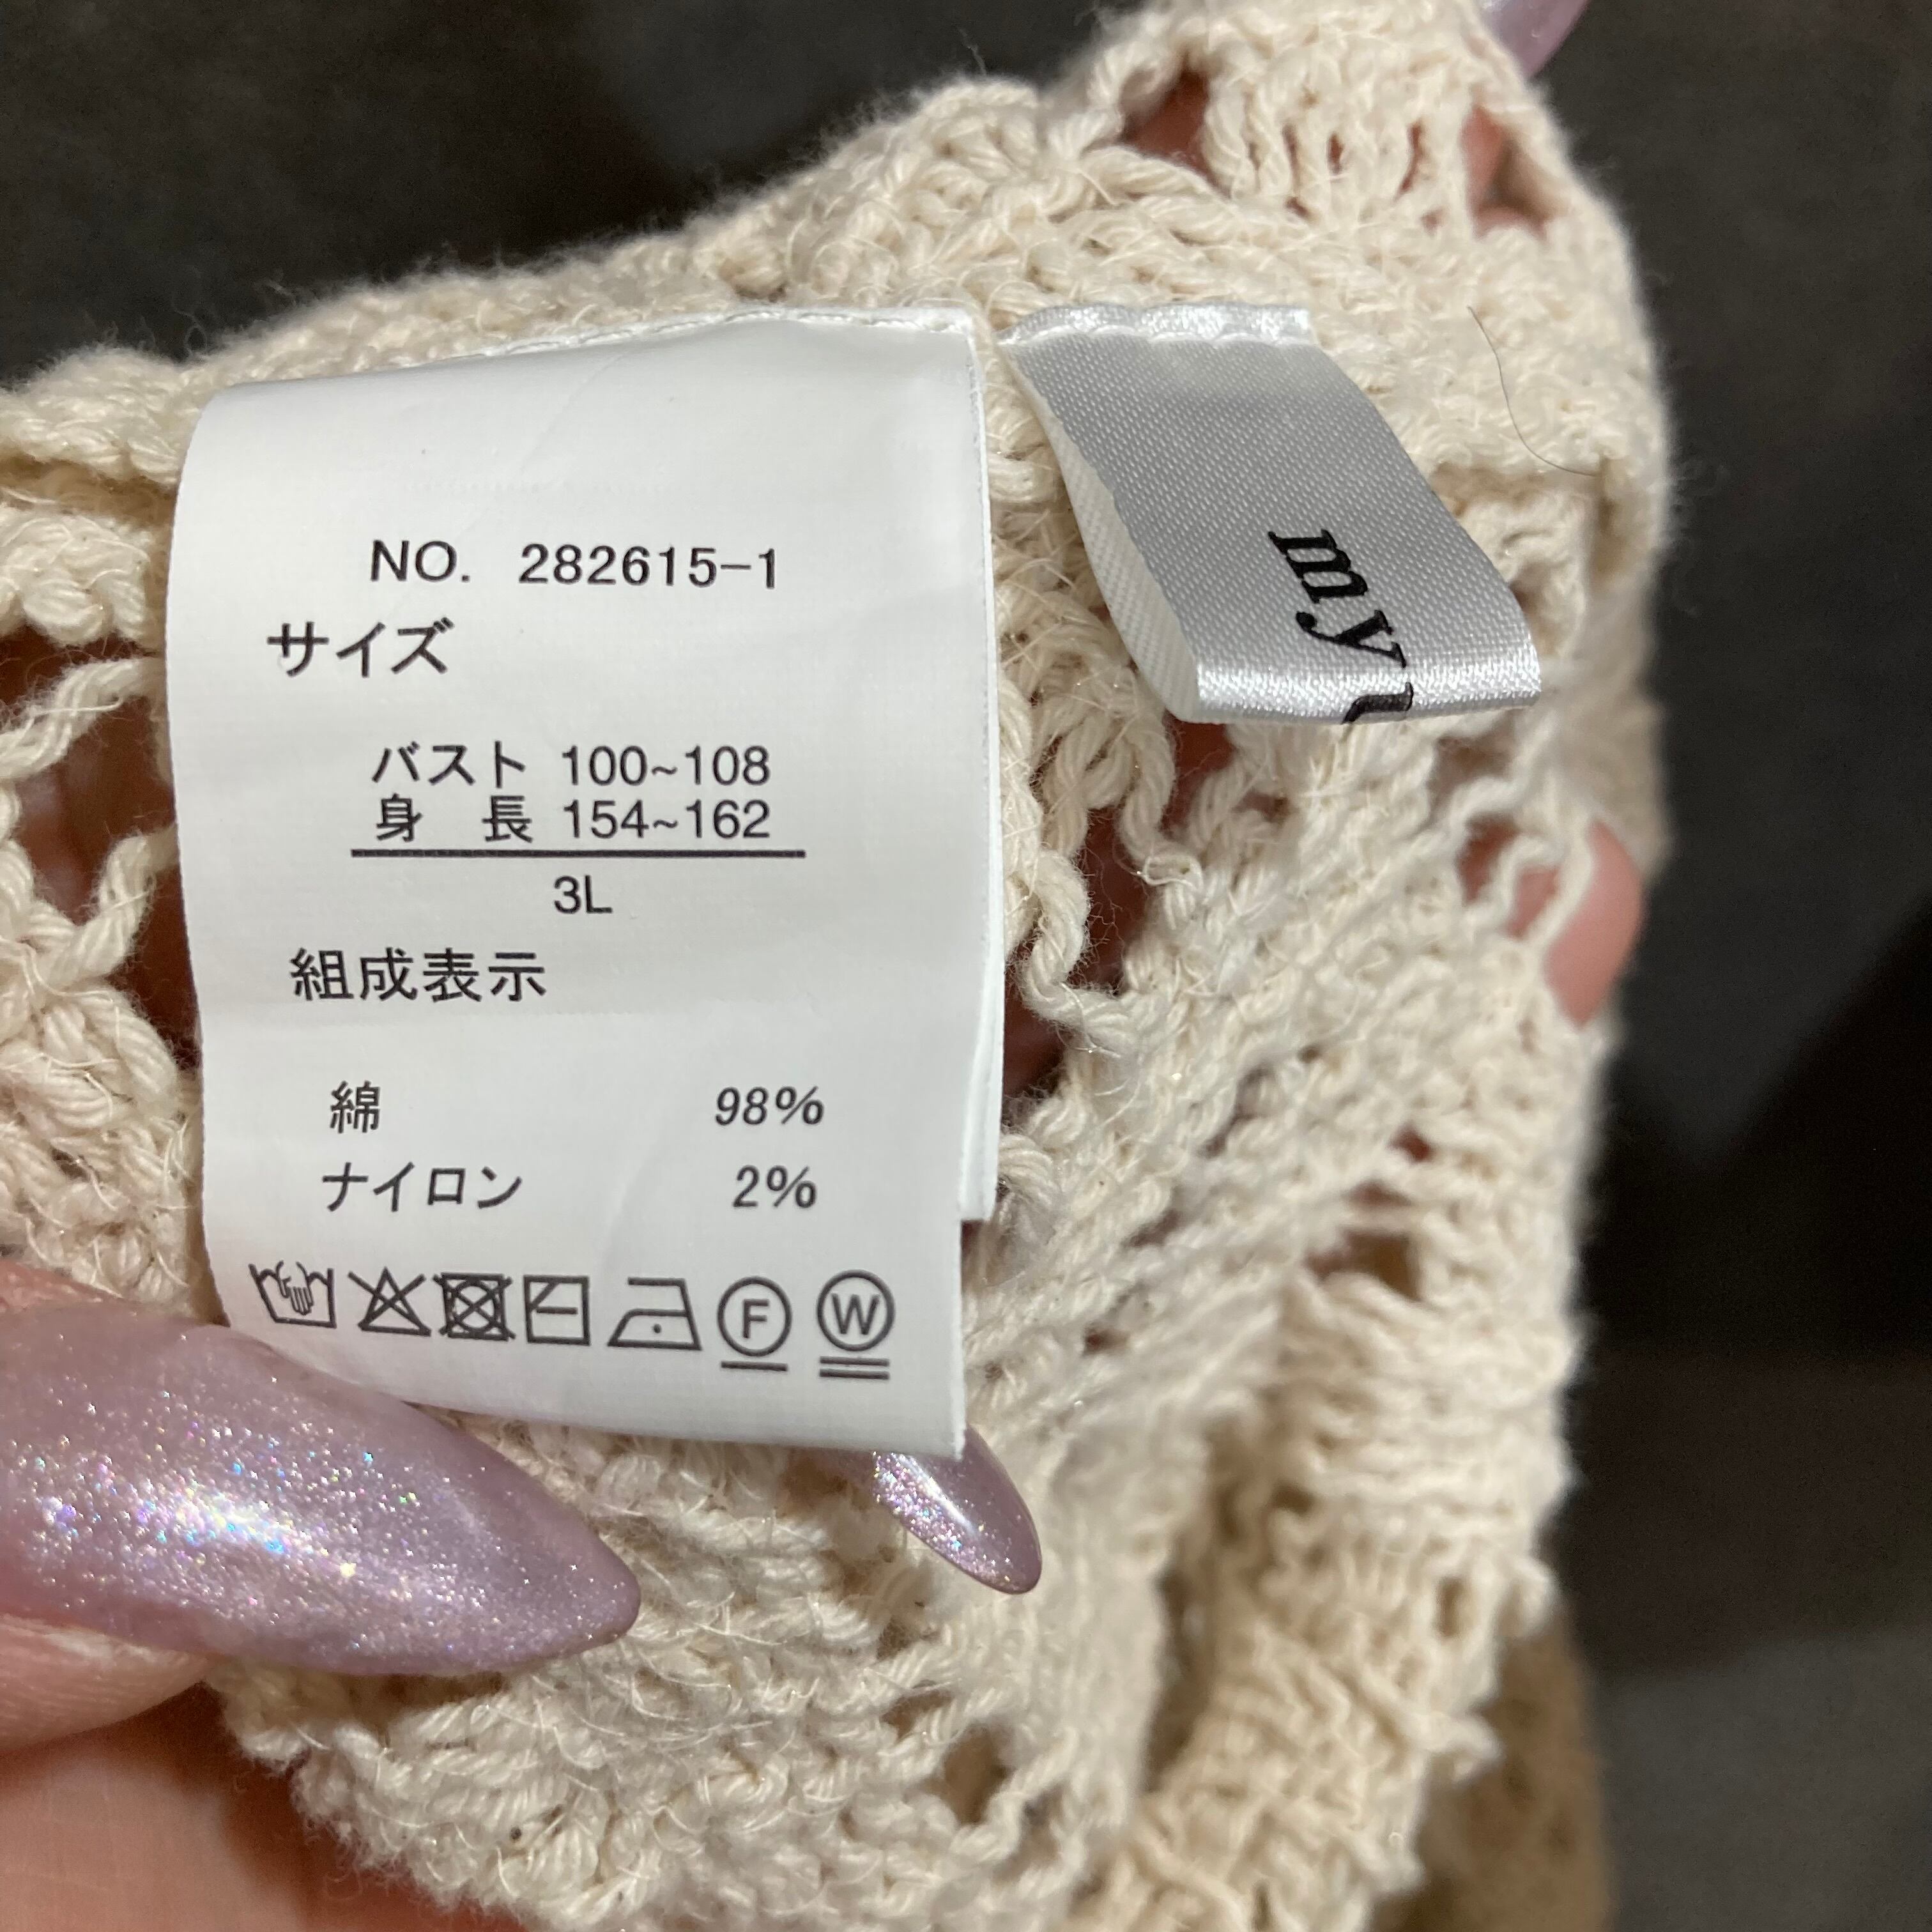 NO. 282615-1
サイズ
バスト 100~108
身 長 154~162
3L
組成表示
綿 98%
ナイロン 2%
F W
my